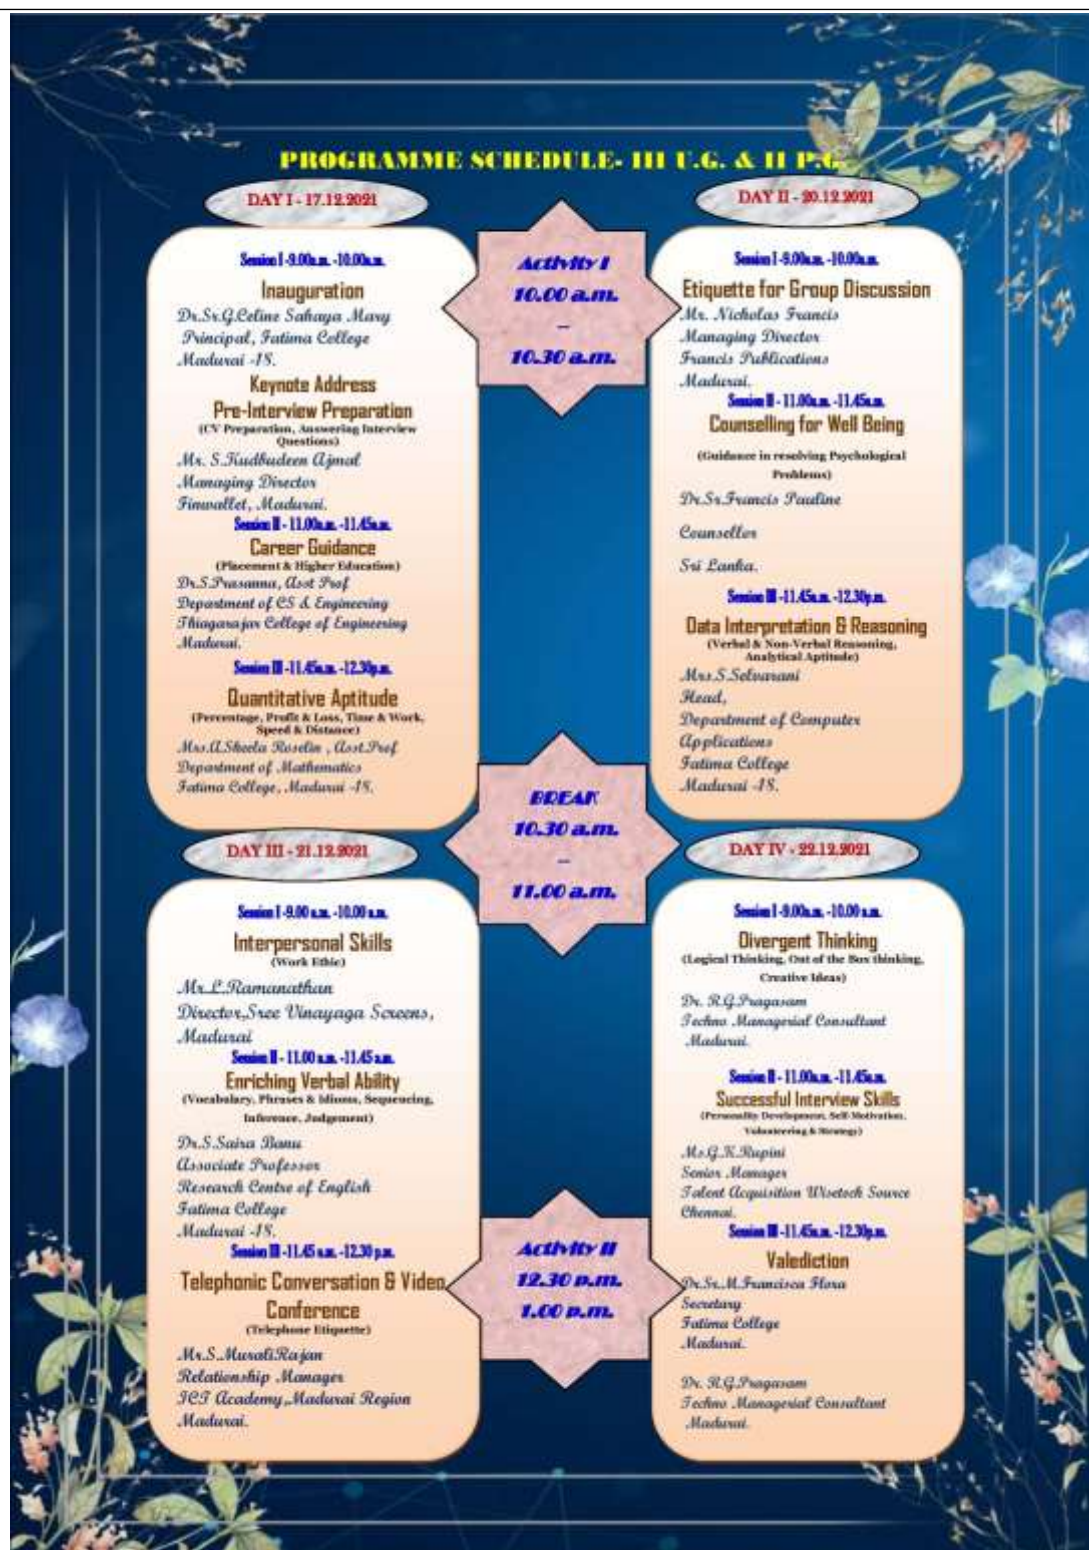 PROGRAMME SCHEDULE- III U.G. & II P.G.
DAY I - 17.12.2021
Session I -9.00a.m. -10.00a.m.
Inauguration
Dr.Sr.G.Celine Sahaya Mary
Principal, Fatima College
Madurai -18.
Keynote Address
Pre-Interview Preparation
(CV Preparation, Answering Interview
Questions)
Mr. S.Kudbudeen Ajmal
Managing Director
Finwallet, Madurai.
Session II - 11.00a.m. -11.45a.m.
Career Guidance
(Placement & Higher Education)
Dr.S.Prasanna, Asst Prof
Department of CS & Engineering
Thiagarajar College of Engineering
Madurai.
Session III -11.45a.m. -12.30p.m.
Quantitative Aptitude
(Percentage, Profit & Loss, Time & Work,
Speed & Distance)
Mrs.A.Sheela Roselin , Asst.Prof
Department of Mathematics
Fatima College, Madurai -18.
Activity I
10.00 a.m.
–
10.30 a.m.
DAY II - 20.12.2021
Session I -9.00a.m. -10.00a.m.
Etiquette for Group Discussion
Mr. Nicholas Francis
Managing Director
Francis Publications
Madurai.
Session II - 11.00a.m. -11.45a.m.
Counselling for Well Being
(Guidance in resolving Psychological
Problems)
Dr.Sr.Francis Pauline
Counsellor
Sri Lanka.
Session III -11.45a.m. -12.30p.m.
Data Interpretation & Reasoning
(Verbal & Non-Verbal Reasoning,
Analytical Aptitude)
Mrs.S.Selvarani
Head,
Department of Computer
Applications
Fatima College
Madurai -18.
BREAK
10.30 a.m.
–
11.00 a.m.
DAY III - 21.12.2021
Session I -9.00 a.m. -10.00 a.m.
Interpersonal Skills
(Work Ethic)
Mr.L.Ramanathan
Director,Sree Vinayaga Screens,
Madurai
Session II - 11.00 a.m. -11.45 a.m.
Enriching Verbal Ability
(Vocabulary, Phrases & Idioms, Sequencing,
Inference, Judgement)
Dr.S.Saira Banu
Associate Professor
Research Centre of English
Fatima College
Madurai -18.
Session III -11.45 a.m. -12.30 p.m.
Telephonic Conversation & Video
Conference
(Telephone Etiquette)
Mr.S.MuraliRajan
Relationship Manager
ICT Academy,,Madurai Region
Madurai.
DAY IV - 22.12.2021
Session I -9.00a.m. -10.00 a.m.
Divergent Thinking
(Logical Thinking, Out of the Box thinking,
Creative Ideas)
Dr. R.G.Pragasam
Techno Managerial Consultant
Madurai.
Session II - 11.00a.m. -11.45a.m.
Successful Interview Skills
(Personality Development, Self-Motivation,
Volunteering & Strategy)
Ms.G.K.Rupini
Senior Manager
Talent Acquisition Wisetech Source
Chennai.
Session III -11.45a.m. -12.30p.m.
Valediction
Dr.Sr.M.Francisca Flora
Secretary
Fatima College
Madurai.
Dr. R.G.Pragasam
Techno Managerial Consultant
Madurai.
Activity II
12.30 p.m.
1.00 p.m.